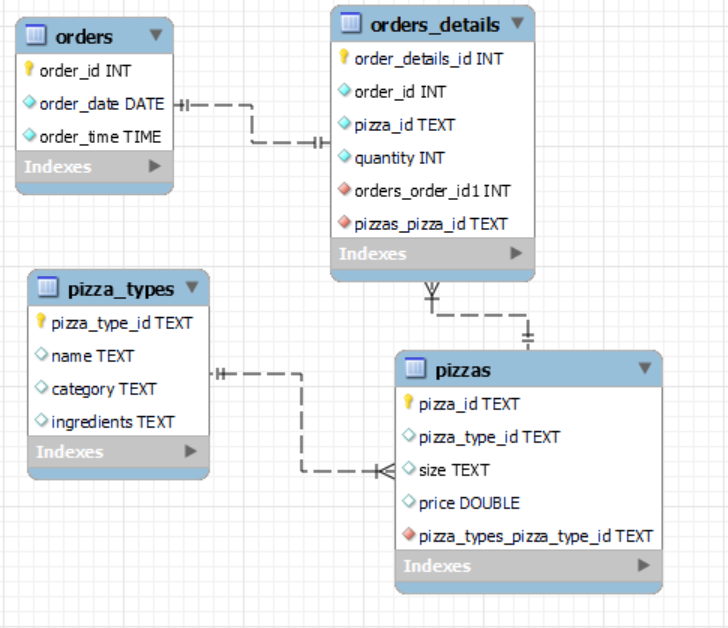 orders
order_id INT
order_date DATE
order_time TIME
Indexes
orders_details
order_details_id INT
order_id INT
pizza_id TEXT
quantity INT
orders_order_id1 INT
pizzas_pizza_id TEXT
Indexes
pizza_types
pizza_type_id TEXT
name TEXT
category TEXT
ingredients TEXT
Indexes
pizzas
pizza_id TEXT
pizza_type_id TEXT
size TEXT
price DOUBLE
pizza_types_pizza_type_id TEXT
Indexes